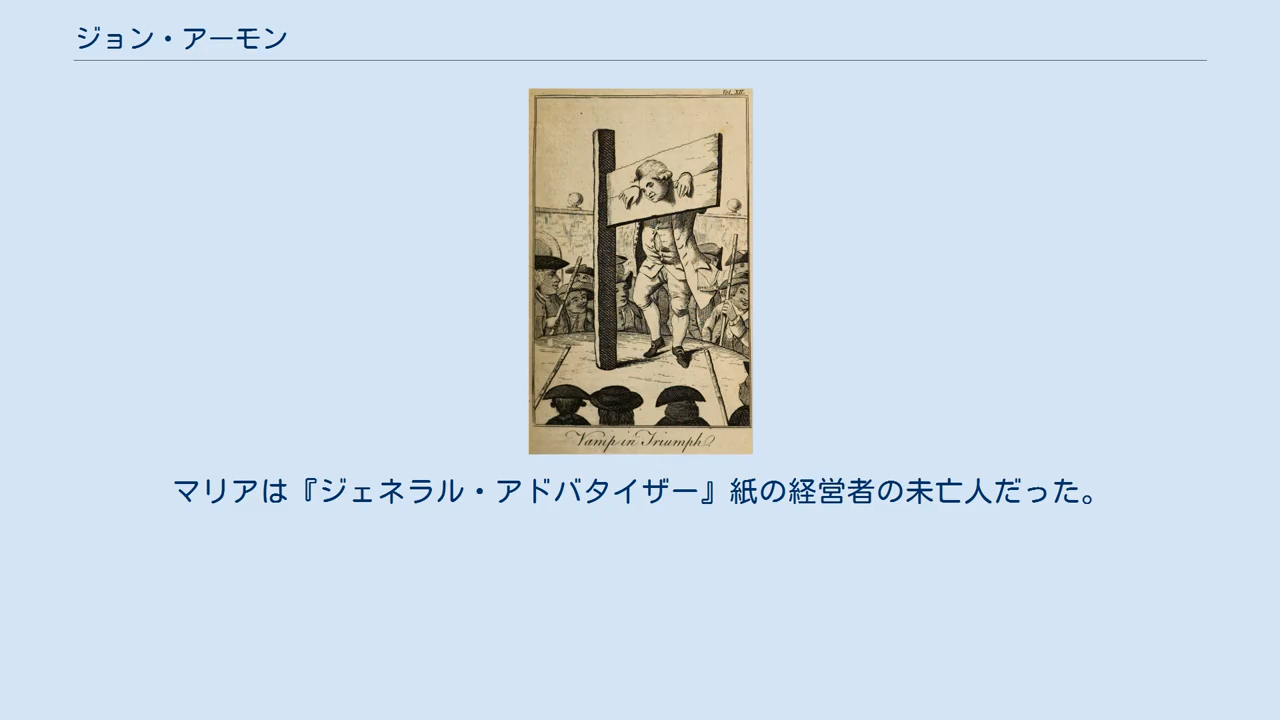 ジョン・アーモン
Vol. XII.
Vamp in Triumph?
マリアは『ジェネラル・アドバタイザー』紙の経営者の未亡人だった。